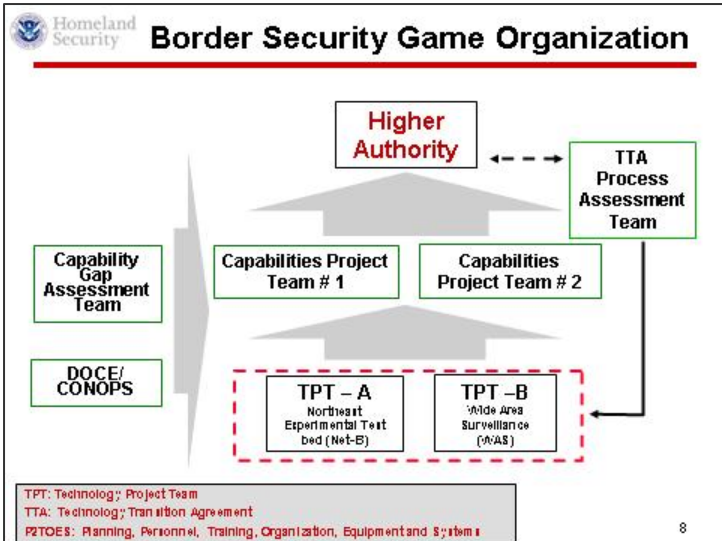 Homeland
Security
Border Security Game Organization
Higher
Authority
TTA
Process
Assessment
Team
Capability
Gap
Assessment
Team
Capabilities Project
Team # 1
Capabilities
Project Team # 2
DOCE/
CONOPS
TPT – A
Northeast
Experimental Test
bed (Net-B)
TPT –B
Wide Area
Surveillance
(WAS)
TPT: Technology Project Team
TTA: Technology Transition Agreement
P2TOES: Planning, Personnel, Training, Organization, Equipment and Systems
8